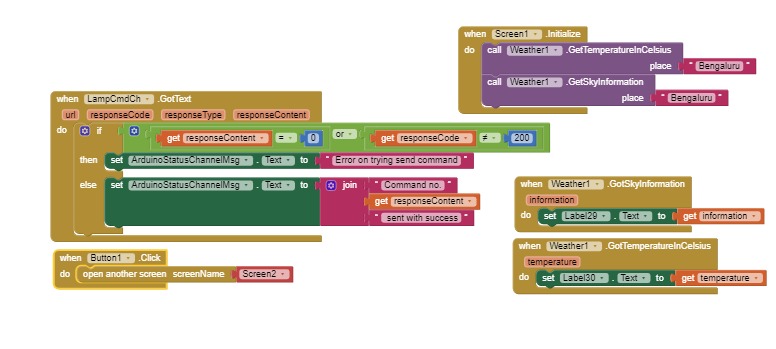 when Screen1 .Initialize
do call Weather1 .GetTemperatureInCelsius
place " Bengaluru "
call Weather1 .GetSkyInformation
place " Bengaluru "
when LampCmdCh .GotText
url responseCode responseType responseContent
do if get responseContent = 0 or get responseCode ≠ 200
then set ArduinoStatusChannelMsg . Text to " Error on trying send command "
else set ArduinoStatusChannelMsg . Text to join " Command no. "
get responseContent
" sent with success "
when Button1 .Click
do open another screen screenName Screen2
when Weather1 .GotSkyInformation
information
do set Label29 . Text to get information
when Weather1 .GotTemperatureInCelsius
temperature
do set Label30 . Text to get temperature